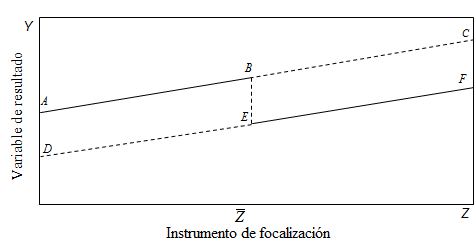 Y
C
B
F
A
E
D
Variable de resultado
Z̅
Z
Instrumento de focalización